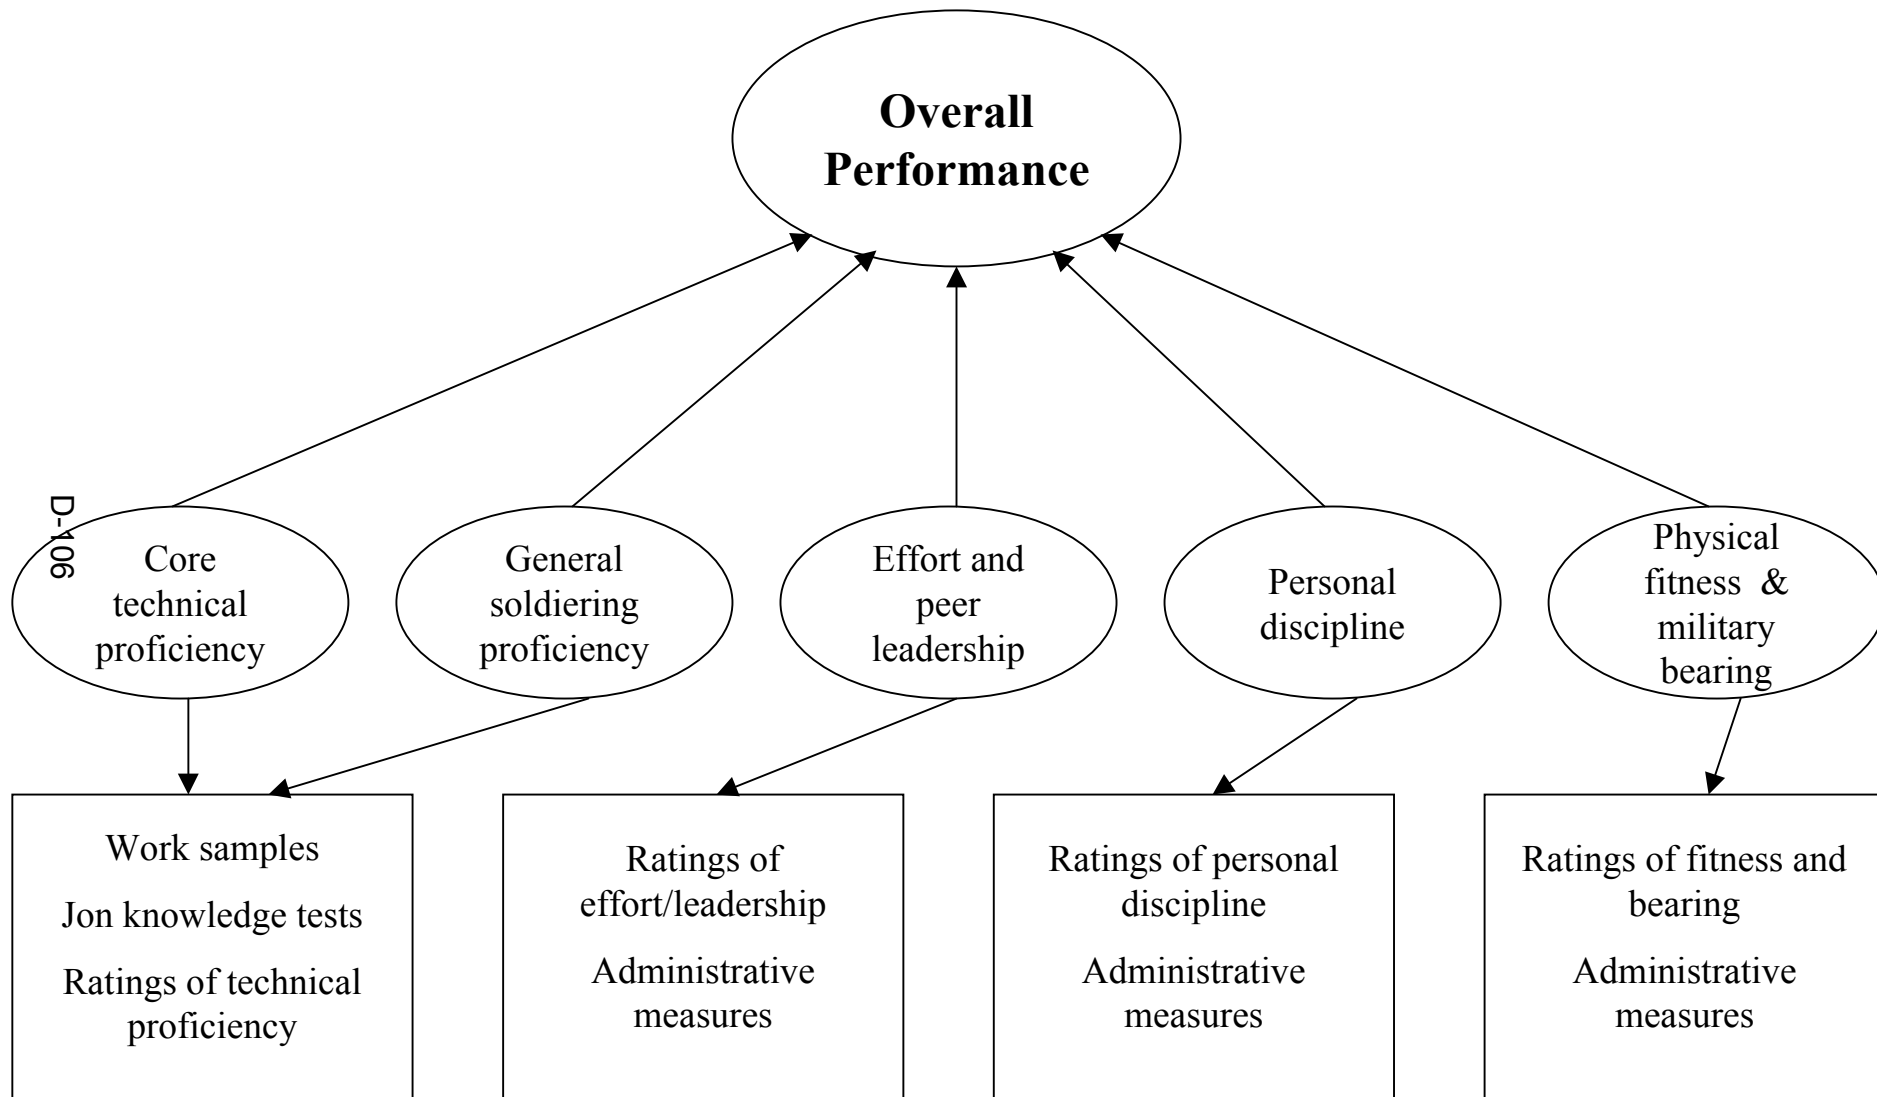 Overall
Performance
D-106
Core
technical
proficiency
General
soldiering
proficiency
Effort and
peer
leadership
Personal
discipline
Physical
fitness  &
military
bearing
Work samples
Jon knowledge tests
Ratings of technical
proficiency
Ratings of
effort/leadership
Administrative
measures
Ratings of personal
discipline
Administrative
measures
Ratings of fitness and
bearing
Administrative
measures